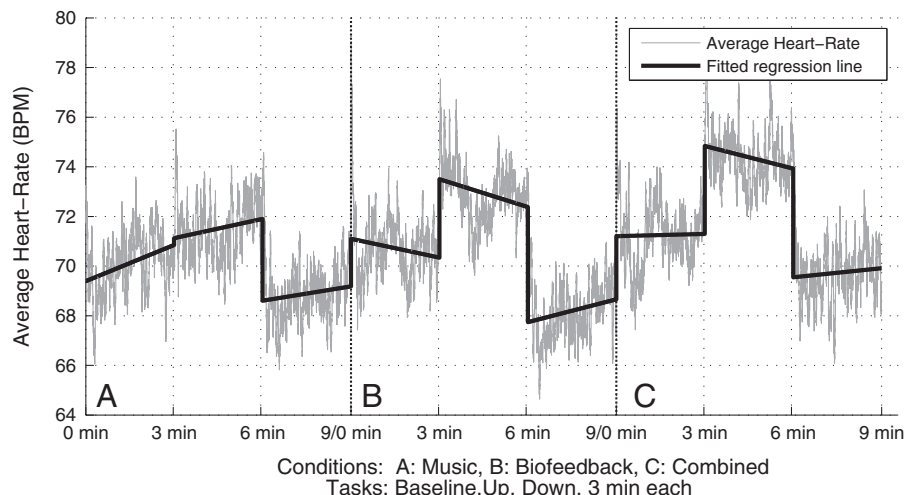 80
78
76
74
72
70
68
66
64
Average Heart-Rate (BPM)
Average Heart-Rate
Fitted regression line
A
B
C
0 min 3 min 6 min 9/0 min 3 min 6 min 9/0 min 3 min 6 min 9 min
Conditions: A: Music, B: Biofeedback, C: Combined
Tasks: Baseline,Up, Down, 3 min each